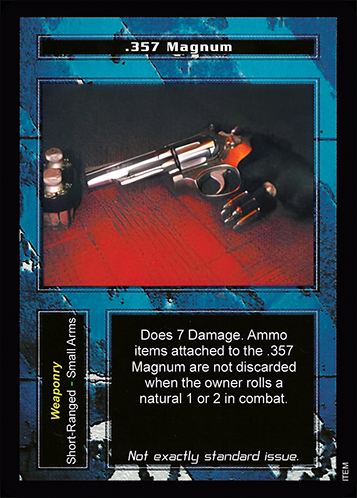 .357 Magnum
Does 7 Damage. Ammo
items attached to the .357
Magnum are not discarded
when the owner rolls a
natural 1 or 2 in combat.
Not exactly standard issue.
Weaponry
Short-Ranged - Small Arms
ITEM